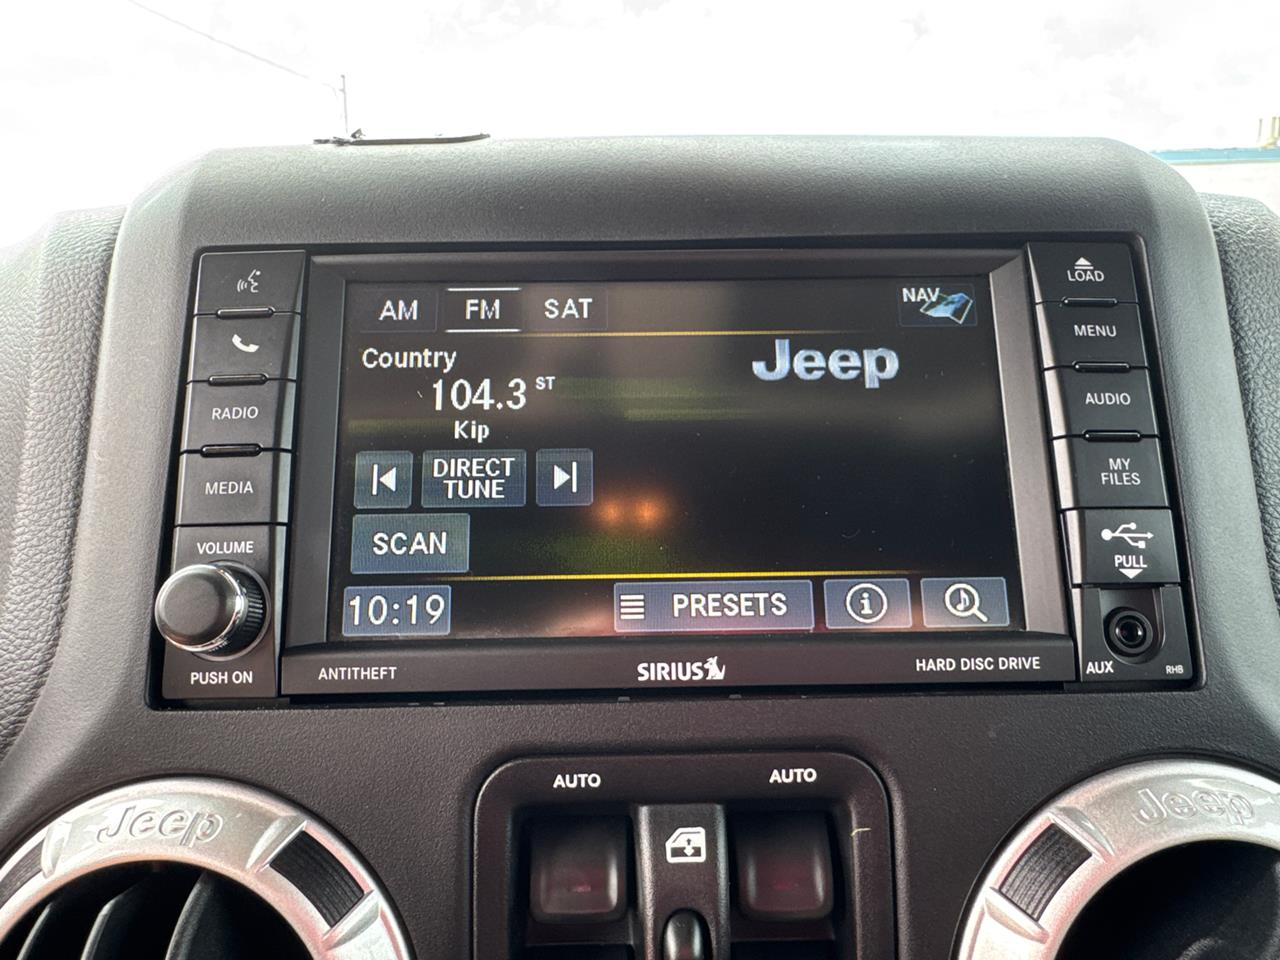 AM FM SAT NAV
Country
Jeep
104.3 ST
Kip
DIRECT
TUNE
SCAN
10:19 PRESETS i
RADIO
MEDIA
VOLUME
PUSH ON
LOAD
MENU
AUDIO
MY
FILES
PULL
AUX RHB
ANTITHEFT SIRIUS HARD DISC DRIVE
AUTO AUTO
Jeep Jeep